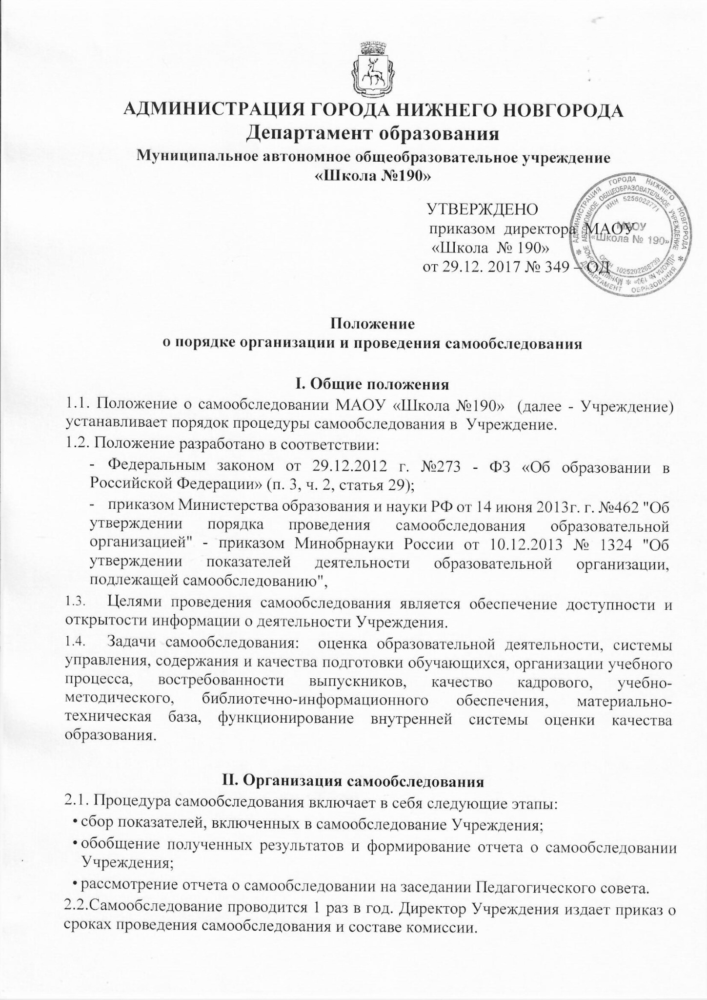 АДМИНИСТРАЦИЯ ГОРОДА НИЖНЕГО НОВГОРОДА
Департамент образования
Муниципальное автономное общеобразовательное учреждение
«Школа №190»
УТВЕРЖДЕНО
приказом директора МАОУ
«Школа № 190»
от 29.12. 2017 № 349 – ОД
АДМИНИСТРАЦИЯ ГОРОДА НИЖНЕГО НОВГОРОДА * ДЕПАРТАМЕНТ ОБРАЗОВАНИЯ *
МУНИЦИПАЛЬНОЕ АВТОНОМНОЕ ОБЩЕОБРАЗОВАТЕЛЬНОЕ УЧРЕЖДЕНИЕ «ШКОЛА № 190» *
ИНН 5256022771
МАОУ
«Школа № 190»
ОГРН 1025202268739
Положение
о порядке организации и проведения самообследования
I. Общие положения
1.1. Положение о самообследовании МАОУ «Школа №190» (далее - Учреждение)
устанавливает порядок процедуры самообследования в Учреждение.
1.2. Положение разработано в соответствии:
- Федеральным законом от 29.12.2012 г. №273 - ФЗ «Об образовании в
Российской Федерации» (п. 3, ч. 2, статья 29);
- приказом Министерства образования и науки РФ от 14 июня 2013г. г. №462 "Об
утверждении порядка проведения самообследования образовательной
организацией" - приказом Минобрнауки России от 10.12.2013 № 1324 "Об
утверждении показателей деятельности образовательной организации,
подлежащей самообследованию",
1.3. Целями проведения самообследования является обеспечение доступности и
открытости информации о деятельности Учреждения.
1.4. Задачи самообследования: оценка образовательной деятельности, системы
управления, содержания и качества подготовки обучающихся, организации учебного
процесса, востребованности выпускников, качество кадрового, учебно-
методического, библиотечно-информационного обеспечения, материально-
техническая база, функционирование внутренней системы оценки качества
образования.
II. Организация самообследования
2.1. Процедура самообследования включает в себя следующие этапы:
• сбор показателей, включенных в самообследование Учреждения;
• обобщение полученных результатов и формирование отчета о самообследовании
Учреждения;
• рассмотрение отчета о самообследовании на заседании Педагогического совета.
2.2.Самообследование проводится 1 раз в год. Директор Учреждения издает приказ о
сроках проведения самообследования и составе комиссии.